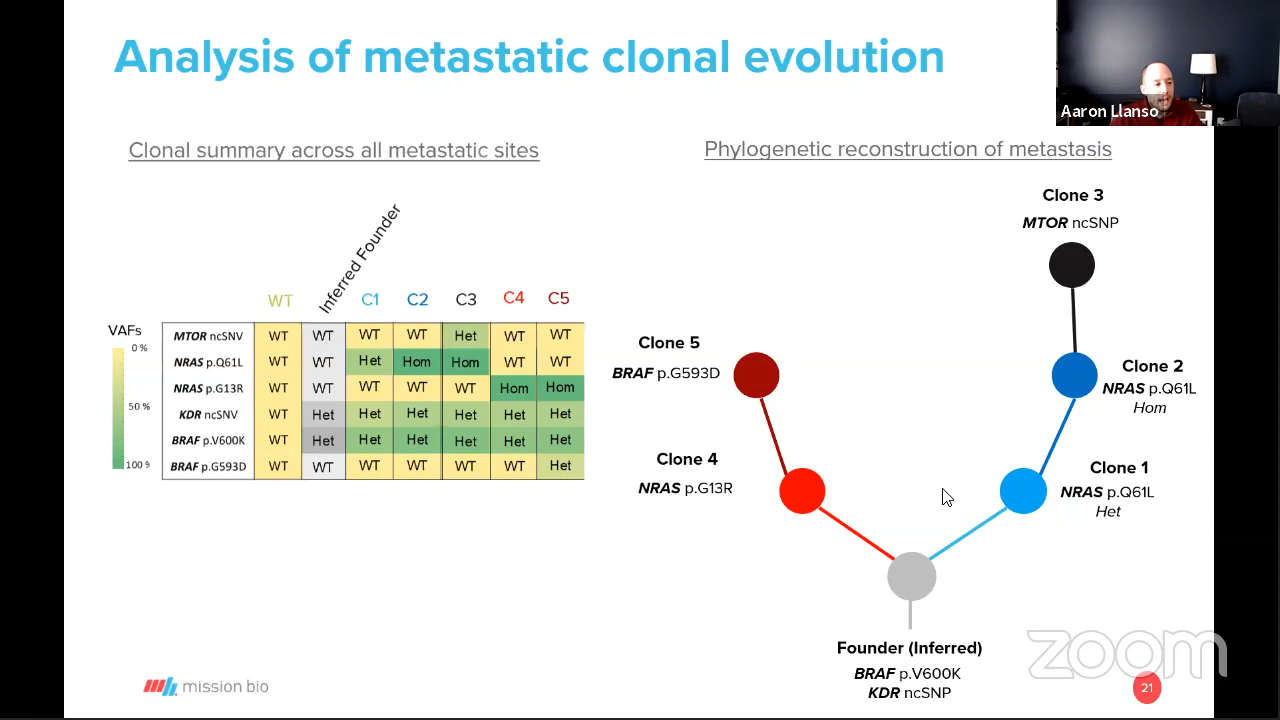 Analysis of metastatic clonal evolution
Aaron Llanso
Clonal summary across all metastatic sites
Phylogenetic reconstruction of metastasis
Inferred Founder
WT C1 C2 C3 C4 C5
VAFs
0 %
50 %
100 %
MTOR ncSNV WT WT WT WT Het WT WT
NRAS p.Q61L WT WT Het Hom Hom WT WT
NRAS p.G13R WT WT WT WT WT Hom Hom
KDR ncSNV WT Het Het Het Het Het Het
BRAF p.V600K WT Het Het Het Het Het Het
BRAF p.G593D WT WT WT WT WT WT Het
Clone 3
MTOR ncSNP
Clone 5
BRAF p.G593D
Clone 2
NRAS p.Q61L
Hom
Clone 4
NRAS p.G13R
Clone 1
NRAS p.Q61L
Het
Founder (Inferred)
BRAF p.V600K
KDR ncSNP
mission bio
zoom
21